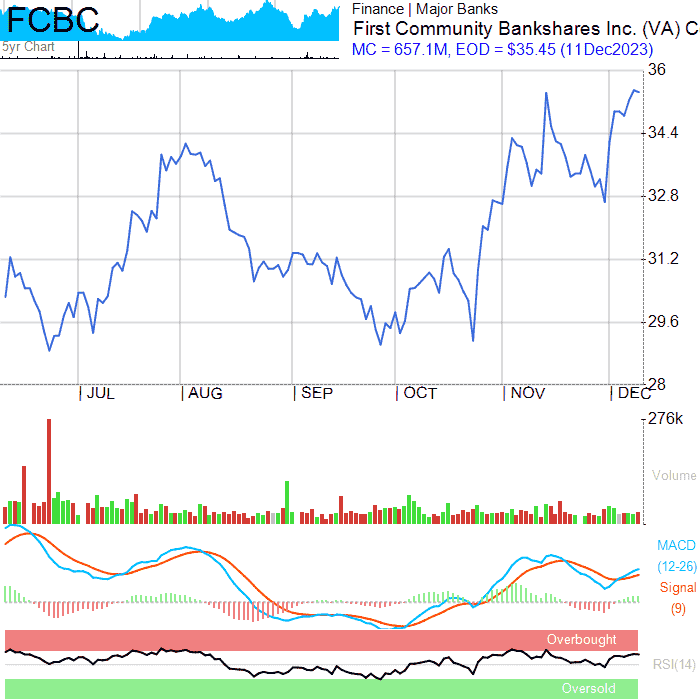 FCBC
5yr Chart
Finance | Major Banks
First Community Bankshares Inc. (VA) C
MC = 657.1M, EOD = $35.45 (11Dec2023)
36
34.4
32.8
31.2
29.6
28
JUL AUG SEP OCT NOV DEC
276k
Volume
MACD
(12-26)
Signal
(9)
Overbought
RSI(14)
Oversold